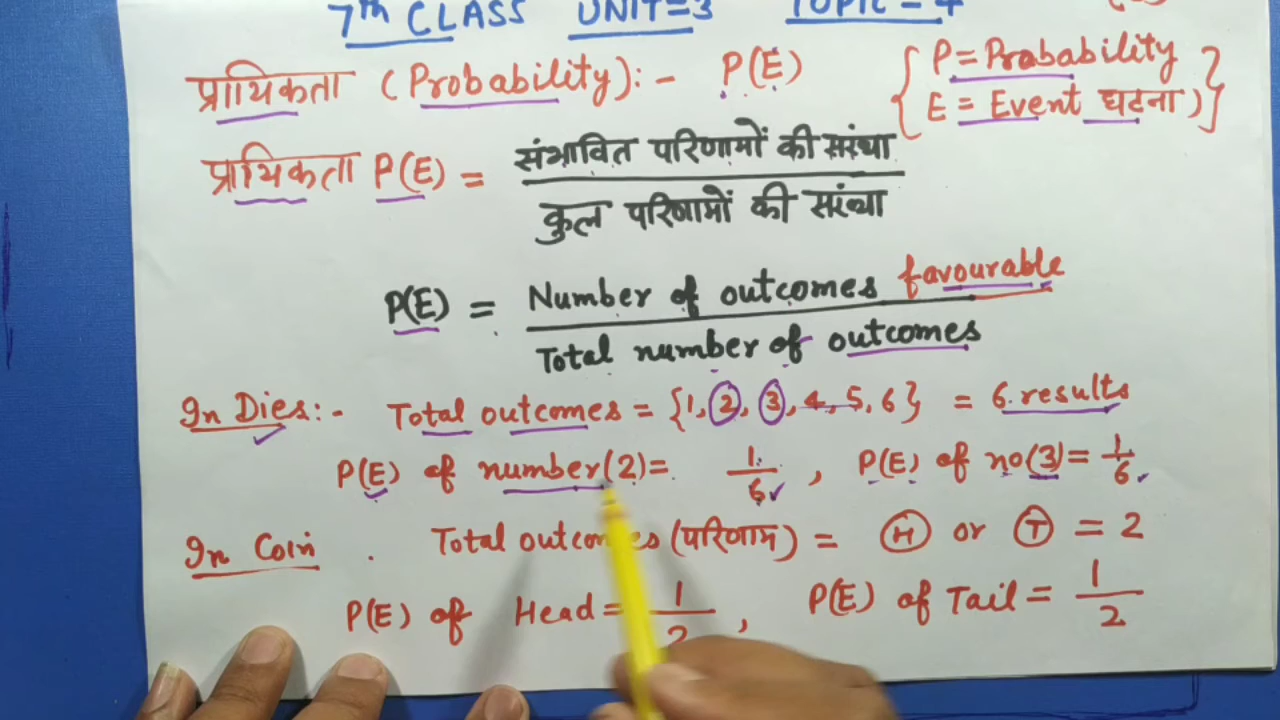 7th CLASS UNIT=3 TOPIC = 4
प्रायिकता (Probability):- P(E) { P = Probability
E = Event घटना)}
प्रायिकता P(E) = संभावित परिणामों की संख्या
कुल परिणामों की संख्या
P(E) = Number of outcomes favourable
Total number of outcomes
In Dies:- Total outcomes = {1, 2, 3, 4, 5, 6} = 6 results
P(E) of number(2)= 1/6 , P(E) of no(3)= 1/6
In Coin . Total outcomes (परिणाम) = H or T = 2
P(E) of Head= 1/2 , P(E) of Tail = 1/2